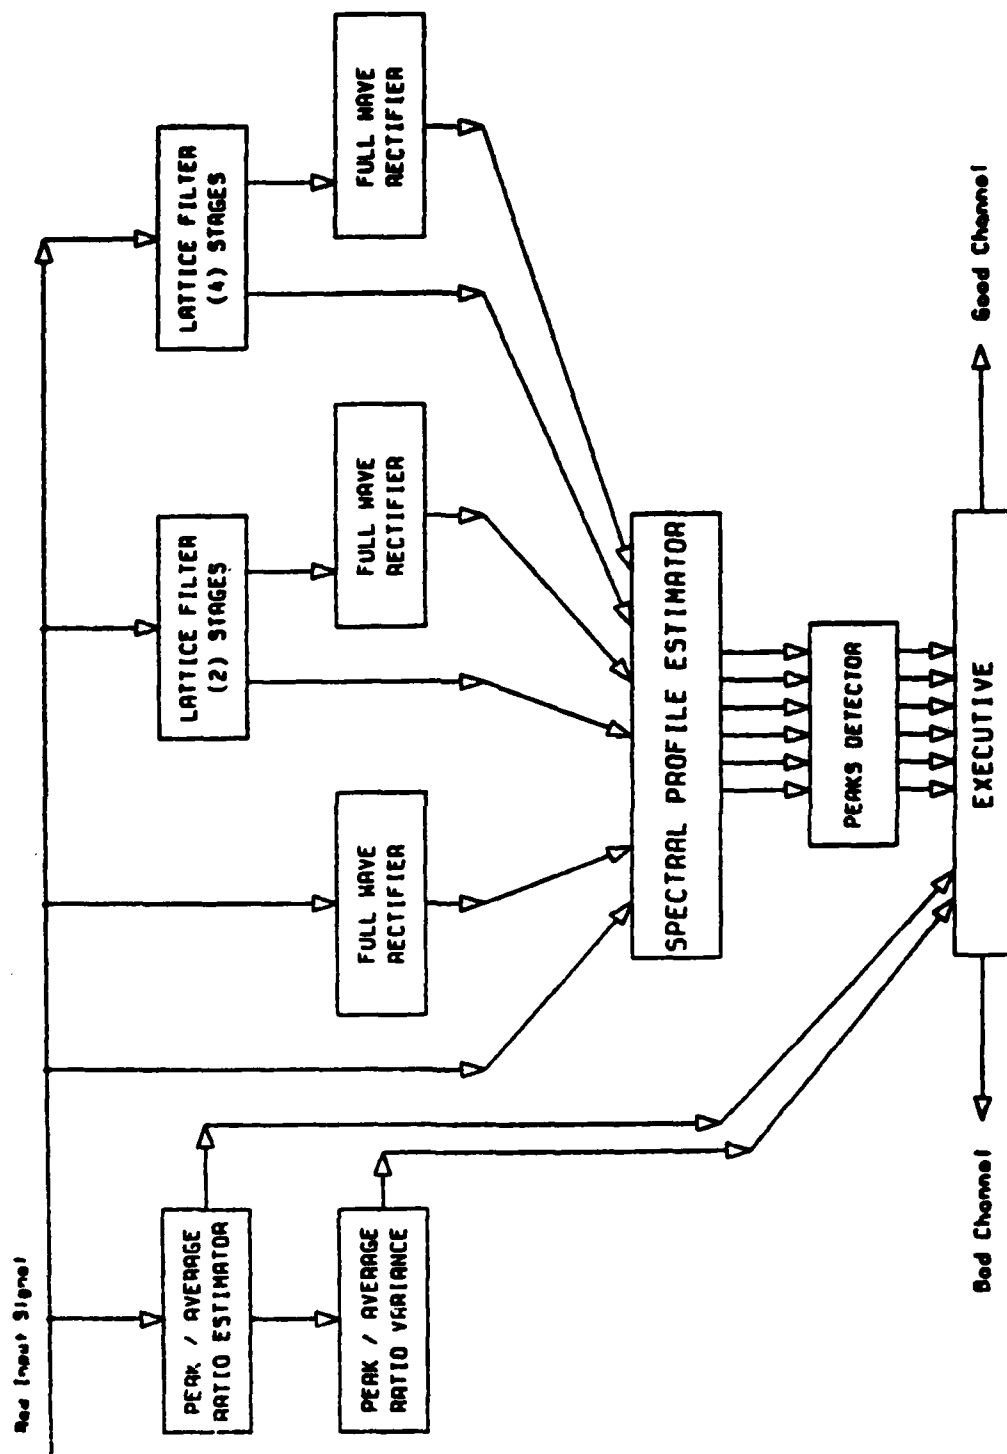 Input Signal
PEAK / AVERAGE
RATIO ESTIMATOR
LATTICE FILTER
(2) STAGES
LATTICE FILTER
(4) STAGES
PEAK / AVERAGE
RATIO VARIANCE
FULL WAVE
RECTIFIER
FULL WAVE
RECTIFIER
FULL WAVE
RECTIFIER
SPECTRAL PROFILE ESTIMATOR
PEAKS DETECTOR
EXECUTIVE
Bad Channel
Good Channel